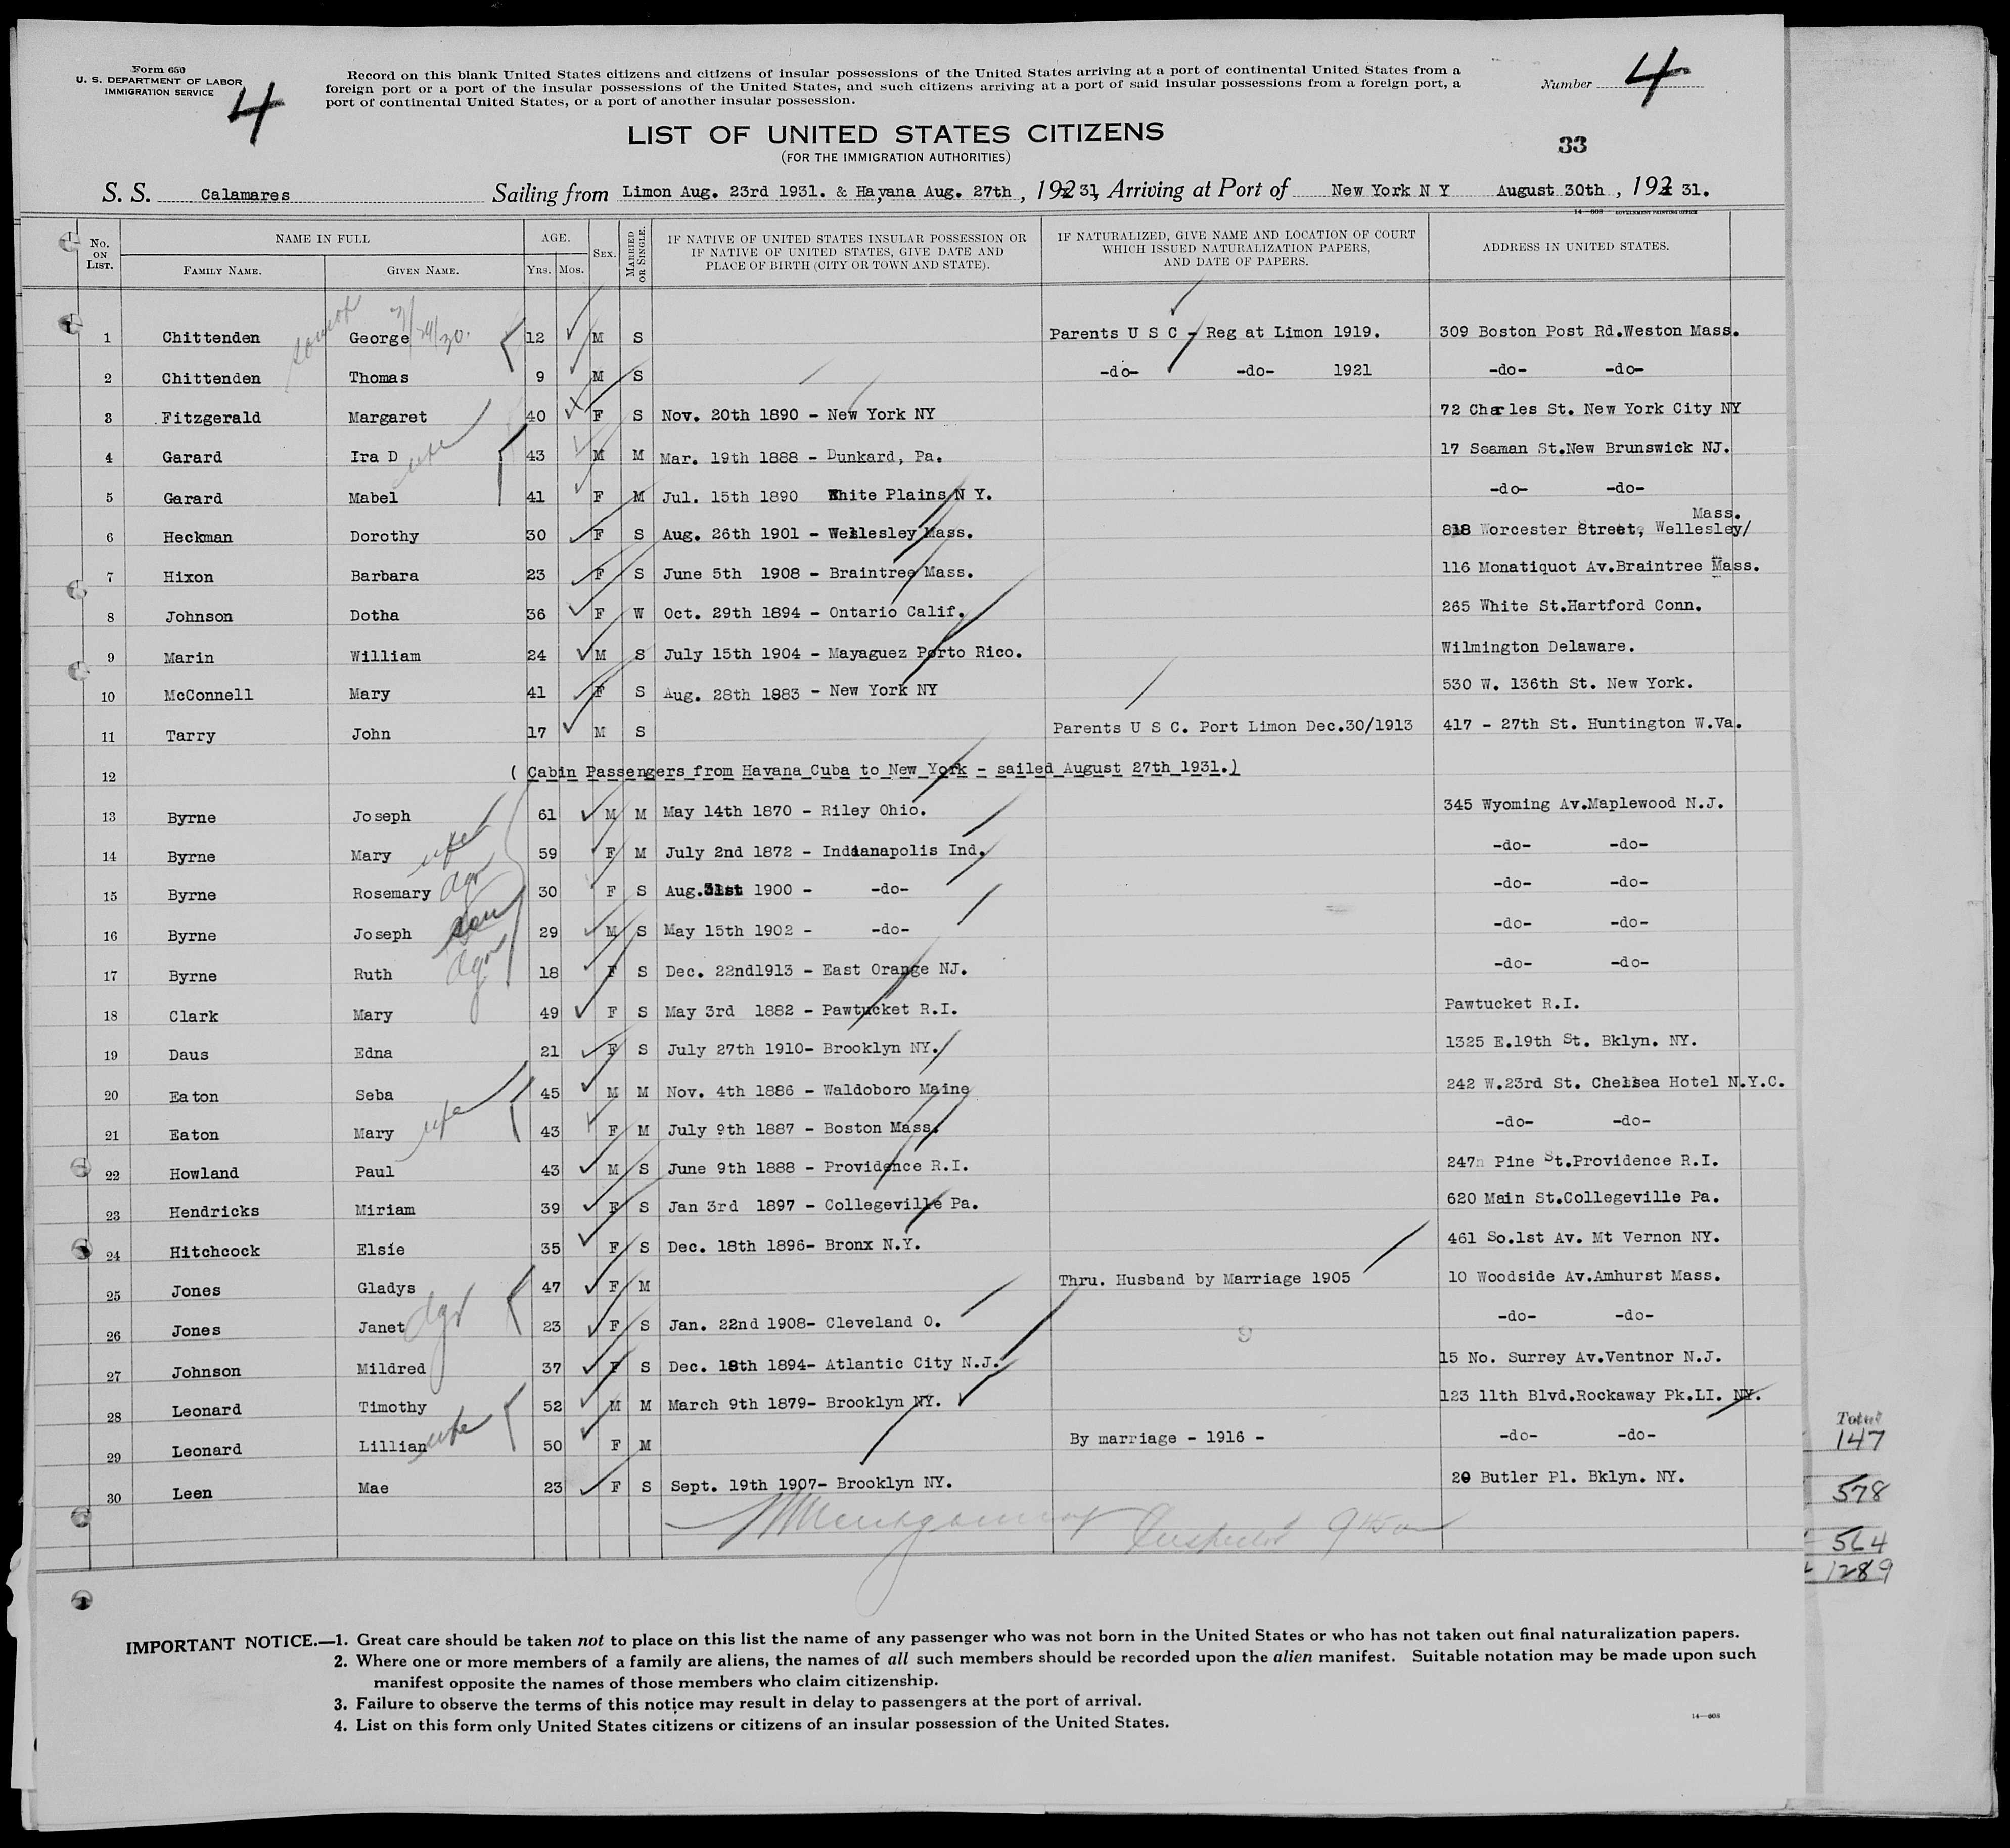 Form 630
U. S. DEPARTMENT OF LABOR
IMMIGRATION SERVICE
4
Record on this blank United States citizens and citizens of insular possessions of the United States arriving at a port of continental United States from a
foreign port or a port of the insular possessions of the United States, and such citizens arriving at a port of said insular possessions from a foreign port, a
port of continental United States, or a port of another insular possession.
Number 4
LIST OF UNITED STATES CITIZENS
(FOR THE IMMIGRATION AUTHORITIES)
33
S. S. Calamares Sailing from Limon Aug. 23rd 1931. & Havana Aug. 27th, 192 31, Arriving at Port of New York N Y August 30th, 192 31.
14—608 GOVERNMENT PRINTING OFFICE
No. ON LIST. NAME IN FULL FAMILY NAME. GIVEN NAME. AGE. YRS. MOS. SEX. MARRIED OR SINGLE. IF NATIVE OF UNITED STATES INSULAR POSSESSION OR IF NATIVE OF UNITED STATES, GIVE DATE AND PLACE OF BIRTH (CITY OR TOWN AND STATE). IF NATURALIZED, GIVE NAME AND LOCATION OF COURT WHICH ISSUED NATURALIZATION PAPERS, AND DATE OF PAPERS. ADDRESS IN UNITED STATES.
1 Chittenden George 12 M S Parents U S C - Reg at Limon 1919. 309 Boston Post Rd.Weston Mass.
2 Chittenden Thomas 9 M S -do- -do- 1921 -do- -do-
3 Fitzgerald Margaret 40 F S Nov. 20th 1890 - New York NY 72 Charles St. New York City NY
4 Garard Ira D wife 43 M M Mar. 19th 1888 - Dunkard, Pa. 17 Seaman St.New Brunswick NJ.
5 Garard Mabel 41 F M Jul. 15th 1890 White Plains N Y. -do- -do-
6 Heckman Dorothy 30 F S Aug. 26th 1901 - Wellesley Mass. 818 Worcester Street, Wellesley/ Mass.
7 Hixon Barbara 23 F S June 5th 1908 - Braintree Mass. 116 Monatiquot Av.Braintree Mass.
8 Johnson Dotha 36 F W Oct. 29th 1894 - Ontario Calif. 265 White St.Hartford Conn.
9 Marin William 24 M S July 15th 1904 - Mayaguez Porto Rico. Wilmington Delaware.
10 McConnell Mary 41 F S Aug. 28th 1883 - New York NY 530 W. 136th St. New York.
11 Tarry John 17 M S Parents U S C. Port Limon Dec.30/1913 417 - 27th St. Huntington W.Va.
12 ( Cabin Passengers from Havana Cuba to New York - sailed August 27th 1931.)
13 Byrne Joseph 61 M M May 14th 1870 - Riley Ohio. 345 Wyoming Av.Maplewood N.J.
14 Byrne Mary wife 59 F M July 2nd 1872 - Indianapolis Ind. -do- -do-
15 Byrne Rosemary dgr 30 F S Aug.31st 1900 - -do- -do- -do-
16 Byrne Joseph son 29 M S May 15th 1902 - -do- -do- -do-
17 Byrne Ruth dgr 18 F S Dec. 22nd1913 - East Orange NJ. -do- -do-
18 Clark Mary 49 F S May 3rd 1882 - Pawtucket R.I. Pawtucket R.I.
19 Daus Edna 21 F S July 27th 1910- Brooklyn NY. 1325 E.19th St. Bklyn. NY.
20 Eaton Seba 45 M M Nov. 4th 1886 - Waldoboro Maine 242 W.23rd St. Chelsea Hotel N.Y.C.
21 Eaton Mary wife 43 F M July 9th 1887 - Boston Mass. -do- -do-
22 Howland Paul 43 M S June 9th 1888 - Providence R.I. 247 Pine St.Providence R.I.
23 Hendricks Miriam 39 F S Jan 3rd 1897 - Collegeville Pa. 620 Main St.Collegeville Pa.
24 Hitchcock Elsie 35 F S Dec. 18th 1896- Bronx N.Y. 461 So.1st Av. Mt Vernon NY.
25 Jones Gladys 47 F M Thru. Husband by Marriage 1905 10 Woodside Av.Amhurst Mass.
26 Jones Janet dgr 23 F S Jan. 22nd 1908- Cleveland O. -do- -do-
27 Johnson Mildred 37 F S Dec. 18th 1894- Atlantic City N.J. 15 No. Surrey Av.Ventnor N.J.
28 Leonard Timothy 52 M M March 9th 1879- Brooklyn NY. 123 11th Blvd.Rockaway Pk.LI. NY.
29 Leonard Lillian wife 50 F M By marriage - 1916 - -do- -do-
30 Leen Mae 23 F S Sept. 19th 1907- Brooklyn NY. 20 Butler Pl. Bklyn. NY.
Montgomery Inspector
Total
147
578
564
1289
IMPORTANT NOTICE.—1. Great care should be taken not to place on this list the name of any passenger who was not born in the United States or who has not taken out final naturalization papers.
2. Where one or more members of a family are aliens, the names of all such members should be recorded upon the alien manifest. Suitable notation may be made upon such
manifest opposite the names of those members who claim citizenship.
3. Failure to observe the terms of this notice may result in delay to passengers at the port of arrival.
4. List on this form only United States citizens or citizens of an insular possession of the United States.
14—608